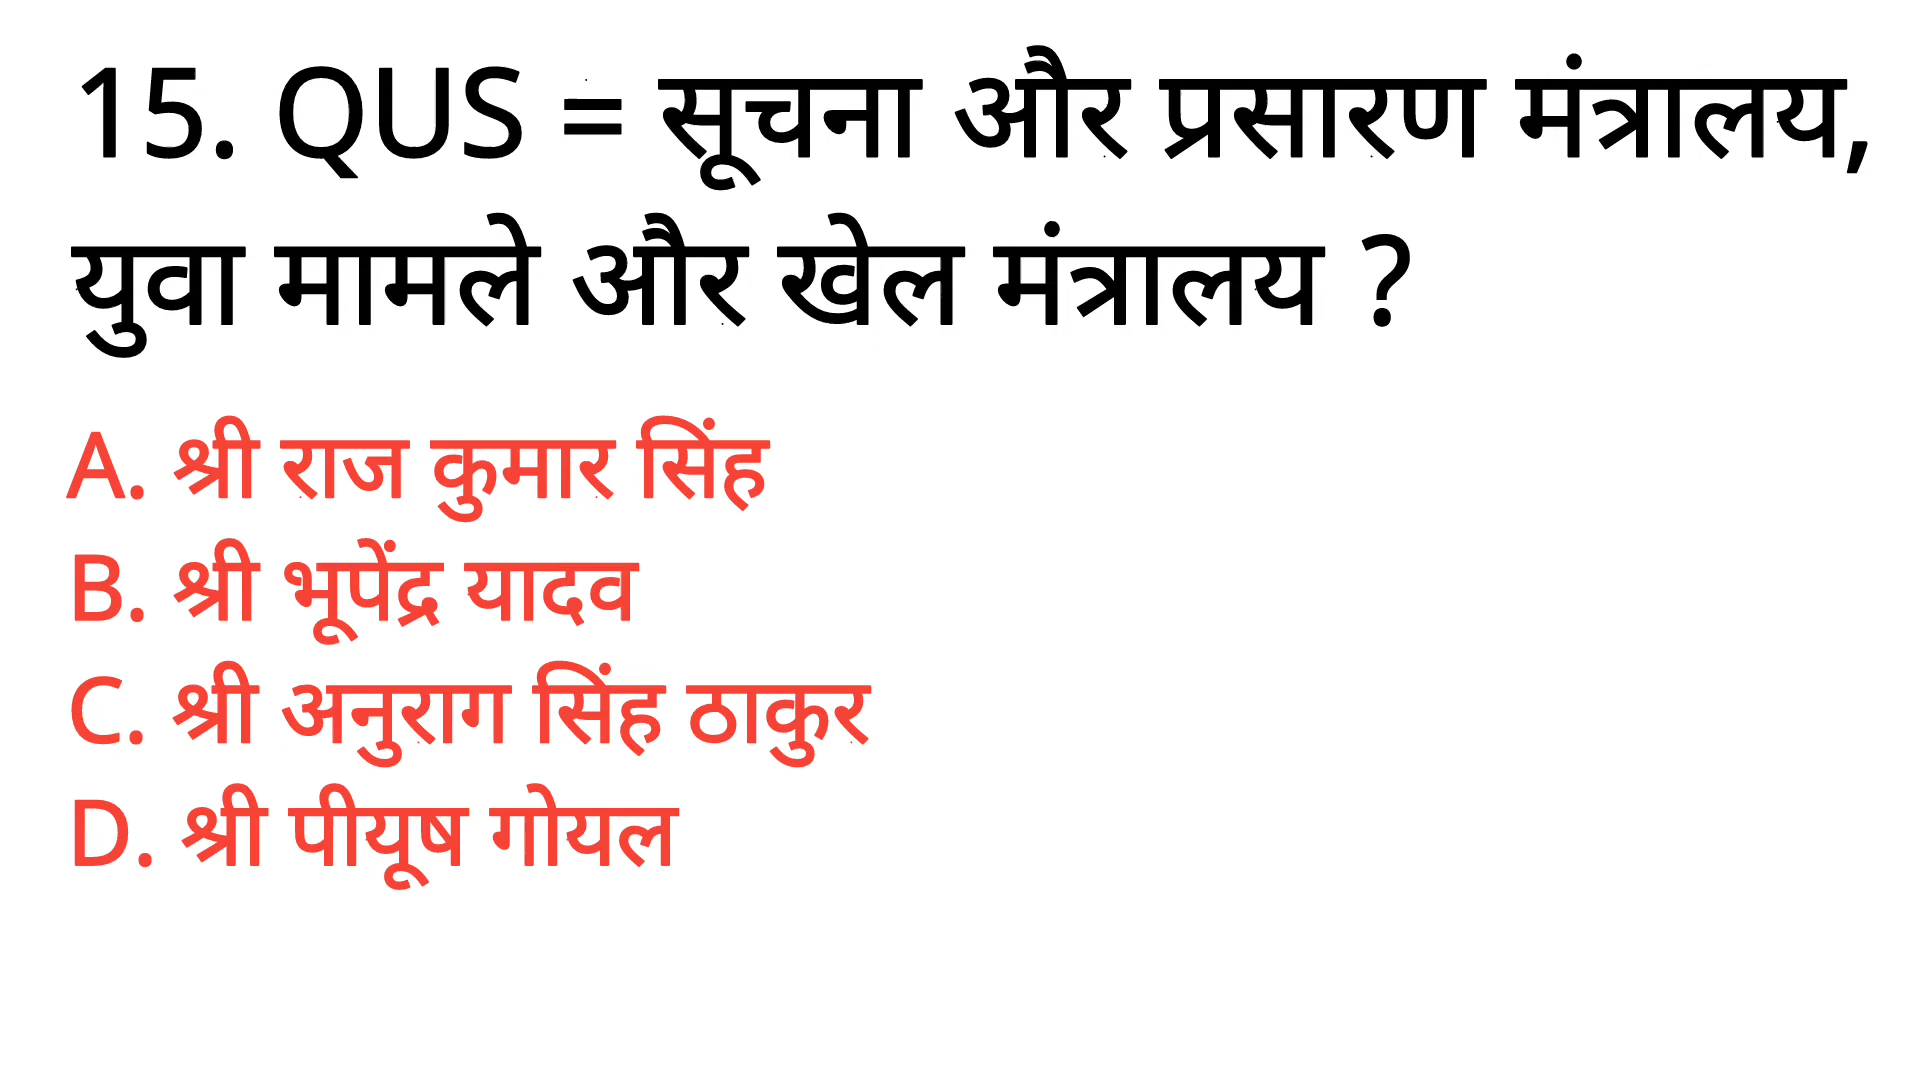 15. QUS = सूचना और प्रसारण मंत्रालय,
युवा मामले और खेल मंत्रालय ?
A. श्री राज कुमार सिंह
B. श्री भूपेंद्र यादव
C. श्री अनुराग सिंह ठाकुर
D. श्री पीयूष गोयल